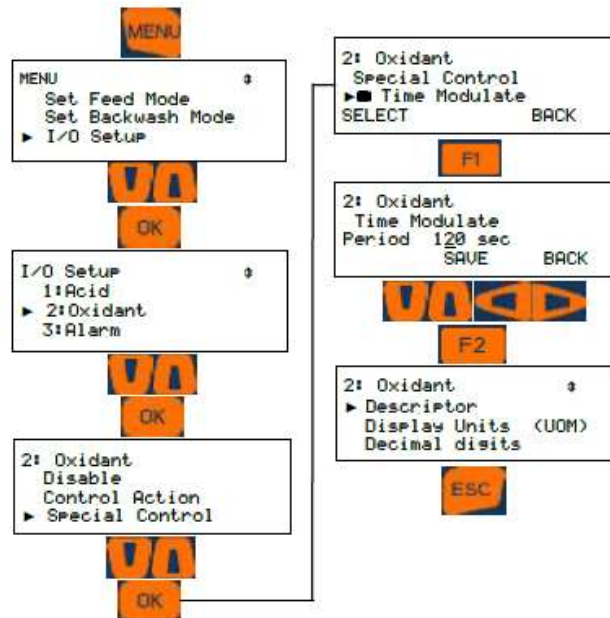 MENU
MENU
Set Feed Mode
Set Backwash Mode
I/O Setup
OK
I/O Setup
1:Acid
2:Oxidant
3:Alarm
OK
2: Oxidant
Disable
Control Action
Special Control
OK
2: Oxidant
Special Control
Time Modulate
SELECT BACK
F1
2: Oxidant
Time Modulate
Period 120 sec
SAVE BACK
F2
2: Oxidant
Descriptor
Display Units (UOM)
Decimal digits
ESC